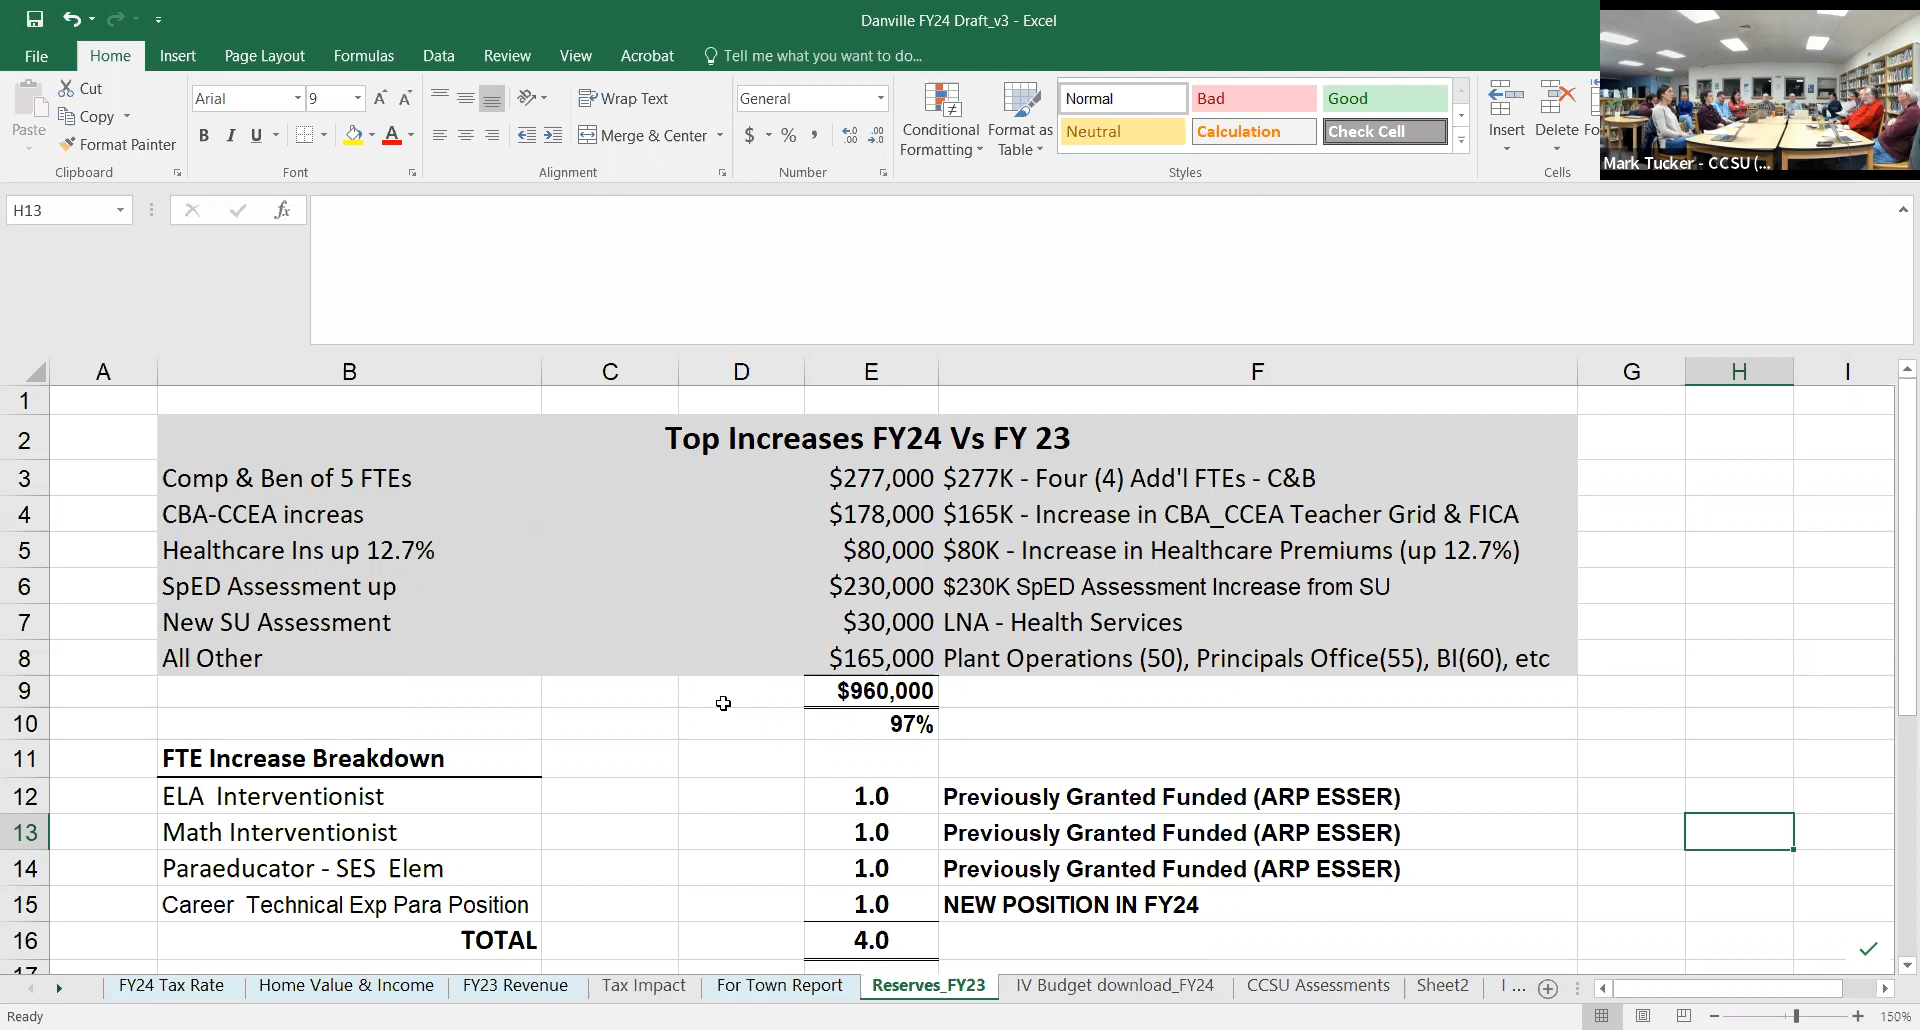 Danville FY24 Draft_v3 - Excel
File Home Insert Page Layout Formulas Data Review View Acrobat Tell me what you want to do...
Paste
Cut
Copy
Format Painter
Clipboard
Arial 9
B I U
Font
Wrap Text
Merge & Center
Alignment
General
$ % ,
Number
Conditional Formatting
Format as Table
Normal Bad Good
Neutral Calculation Check Cell
Styles
Insert Delete Fo
Cells
Mark Tucker - CCSU (...
H13
fx
A B C D E F G H I
1
2 Top Increases FY24 Vs FY 23
3 Comp & Ben of 5 FTEs $277,000 $277K - Four (4) Add'l FTEs - C&B
4 CBA-CCEA increas $178,000 $165K - Increase in CBA_CCEA Teacher Grid & FICA
5 Healthcare Ins up 12.7% $80,000 $80K - Increase in Healthcare Premiums (up 12.7%)
6 SpED Assessment up $230,000 $230K SpED Assessment Increase from SU
7 New SU Assessment $30,000 LNA - Health Services
8 All Other $165,000 Plant Operations (50), Principals Office(55), BI(60), etc
9 $960,000
10 97%
11 FTE Increase Breakdown
12 ELA Interventionist 1.0 Previously Granted Funded (ARP ESSER)
13 Math Interventionist 1.0 Previously Granted Funded (ARP ESSER)
14 Paraeducator - SES Elem 1.0 Previously Granted Funded (ARP ESSER)
15 Career Technical Exp Para Position 1.0 NEW POSITION IN FY24
16 TOTAL 4.0
17
FY24 Tax Rate Home Value & Income FY23 Revenue Tax Impact For Town Report Reserves_FY23 IV Budget download_FY24 CCSU Assessments Sheet2 I ...
Ready 150%